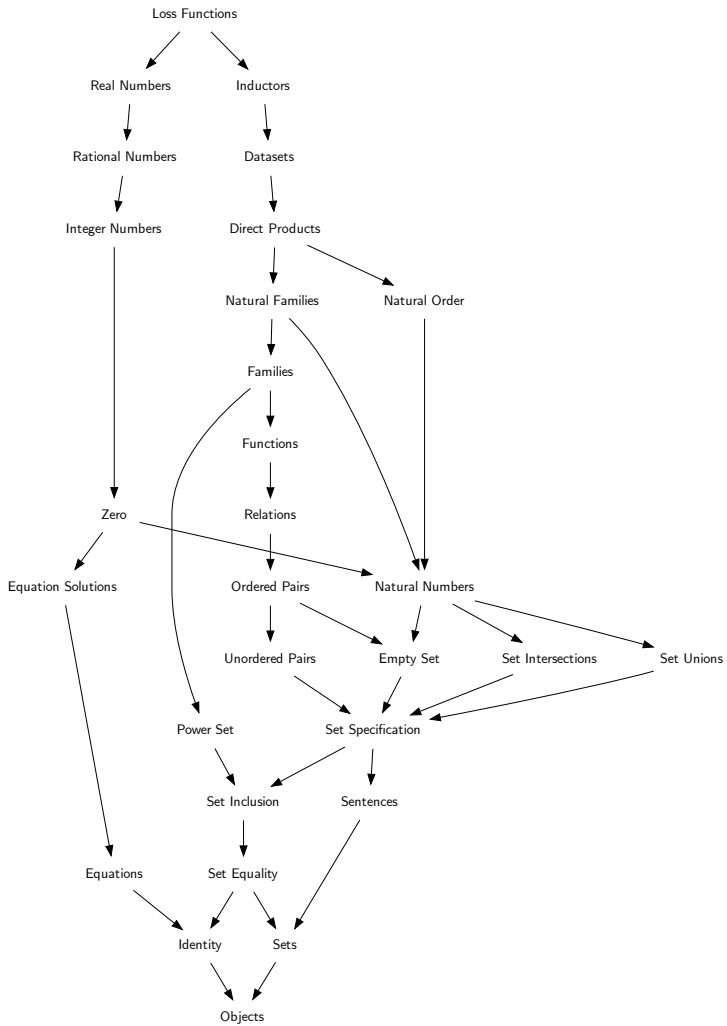 Loss Functions
Real Numbers
Inductors
Rational Numbers
Datasets
Integer Numbers
Direct Products
Natural Families
Natural Order
Families
Functions
Zero
Relations
Equation Solutions
Ordered Pairs
Natural Numbers
Unordered Pairs
Empty Set
Set Intersections
Set Unions
Power Set
Set Specification
Set Inclusion
Sentences
Equations
Set Equality
Identity
Sets
Objects